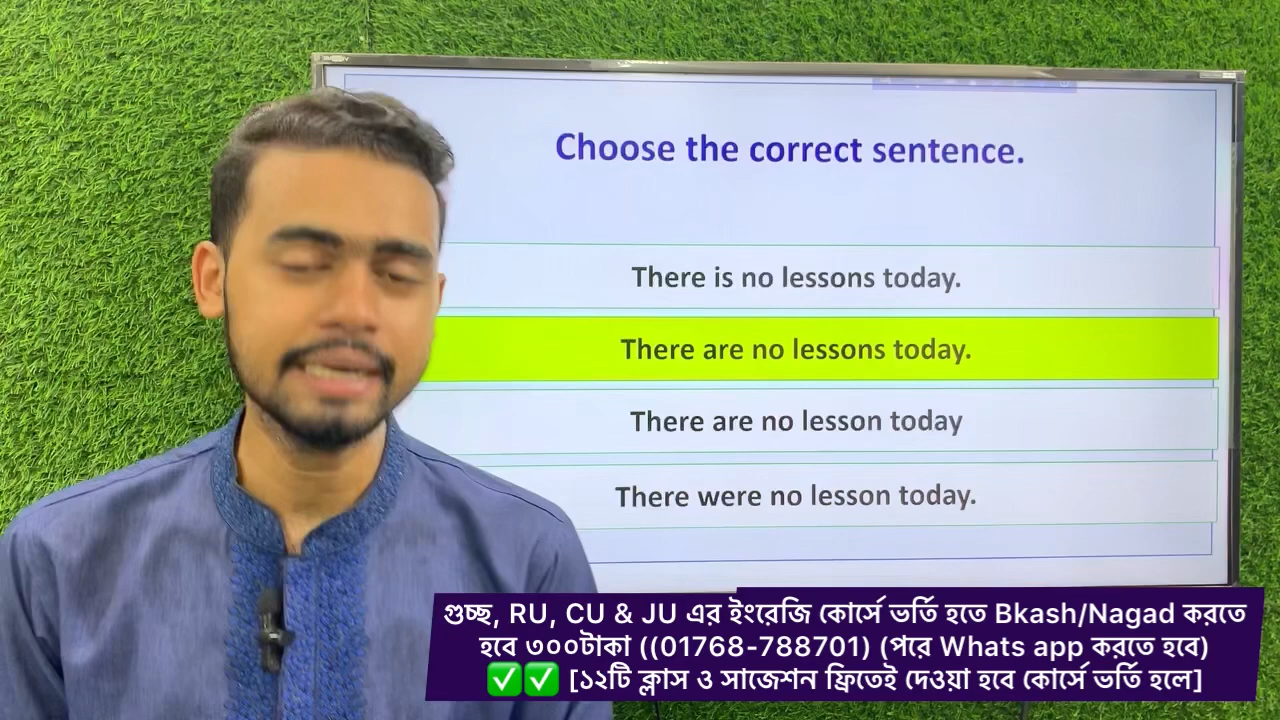 Choose the correct sentence.
There is no lessons today.
There are no lessons today.
There are no lesson today
There were no lesson today.
গুচ্ছ, RU, CU & JU এর ইংরেজি কোর্সে ভর্তি হতে Bkash/Nagad করতে
হবে ৩০০টাকা ((01768-788701) (পরে Whats app করতে হবে)
✅✅ [১২টি ক্লাস ও সাজেশন ফ্রিতেই দেওয়া হবে কোর্সে ভর্তি হলে]